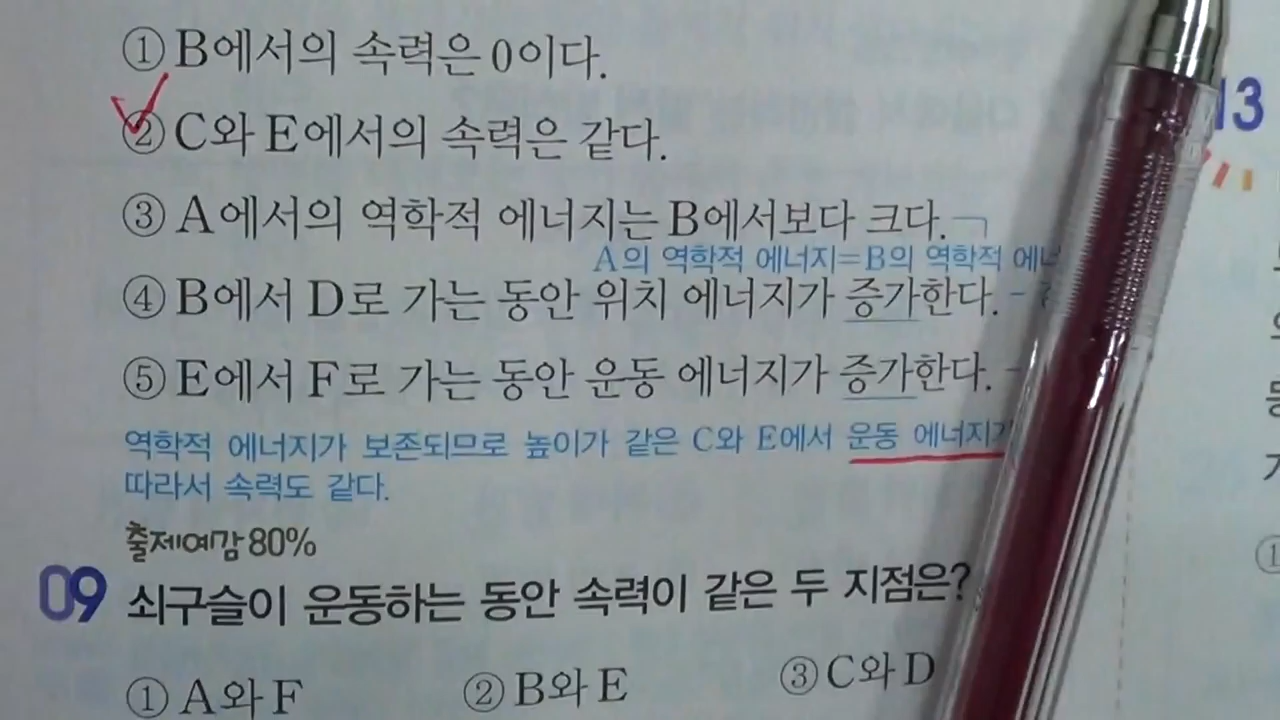 ① B에서의 속력은 0이다.
② C와 E에서의 속력은 같다.
③ A에서의 역학적 에너지는 B에서보다 크다.
A의 역학적 에너지=B의 역학적
④ B에서 D로 가는 동안 위치 에너지가 증가한다.
⑤ E에서 F로 가는 동안 운동 에너지가 증가한다.
역학적 에너지가 보존되므로 높이가 같은 C와 E에서 운동 에너지가
따라서 속력도 같다.
출제예감 80%
09 쇠구슬이 운동하는 동안 속력이 같은 두 지점은?
① A와 F ② B와 E ③ C와 D
13